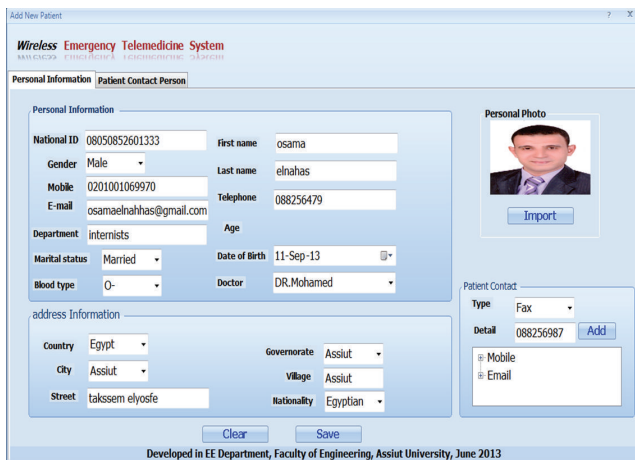 Add New Patient ? X
Wireless Emergency Telemedicine System
Personal Information Patient Contact Person
Personal Information
National ID 08050852601333
Gender Male
Mobile 0201001069970
E-mail osamaelnahhas@gmail.com
Department internists
Marital status Married
Blood type O-
First name osama
Last name elnahas
Telephone 088256479
Age
Date of Birth 11-Sep-13
Doctor DR.Mohamed
Personal Photo
Import
address Information
Country Egypt
City Assiut
Street takssem elyosfe
Governorate Assiut
Village Assiut
Nationality Egyptian
Patient Contact
Type Fax
Detail 088256987 Add
Mobile
Email
Clear Save
Developed in EE Department, Faculty of Engineering, Assiut University, June 2013